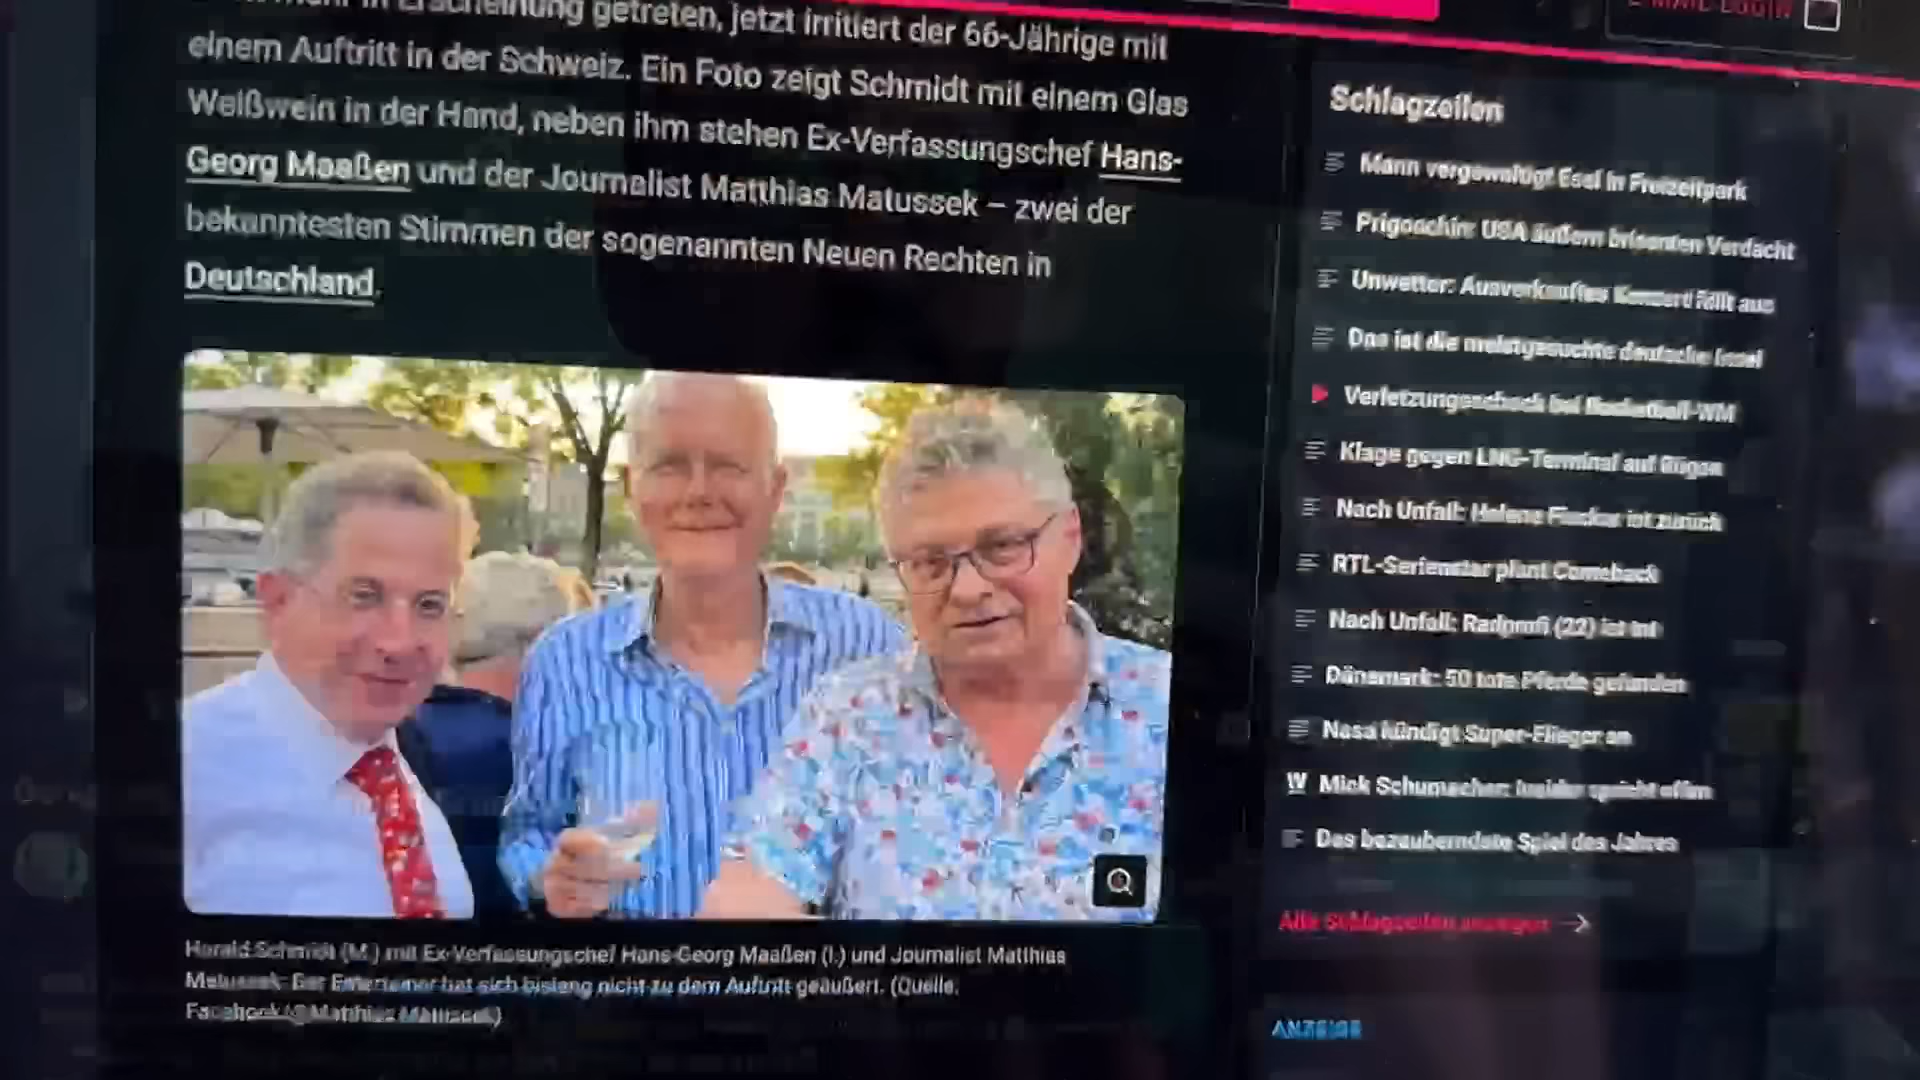 in Erscheinung getreten, jetzt irritiert der 66-Jährige mit
einem Auftritt in der Schweiz. Ein Foto zeigt Schmidt mit einem Glas
Weißwein in der Hand, neben ihm stehen Ex-Verfassungschef Hans-
Georg Maaßen und der Journalist Matthias Matussek – zwei der
bekanntesten Stimmen der sogenannten Neuen Rechten in
Deutschland.
Harald Schmidt (M.) mit Ex-Verfassungschef Hans-Georg Maaßen (l.) und Journalist Matthias
Matussek: Der Entertainer hat sich bislang nicht zu dem Auftritt geäußert. (Quelle:
Facebook/@Matthias Matussek)
E-MAIL LOGIN
Schlagzeilen
Mann vergewaltigt Esel in Freizeitpark
Prigoschin: USA äußern brisanten Verdacht
Unwetter: Ausverkauftes Konzert fällt aus
Das ist die meistgesuchte deutsche Insel
Verletzungsschock bei Basketball-WM
Klage gegen LNG-Terminal auf Rügen
Nach Unfall: Helene Fischer ist zurück
RTL-Serienstar plant Comeback
Nach Unfall: Radprofi (22) ist tot
Dänemark: 50 tote Pferde gefunden
Nasa kündigt Super-Flieger an
W Mick Schumacher: Insider spricht offen
Das bezauberndste Spiel des Jahres
Alle Schlagzeilen anzeigen
ANZEIGE